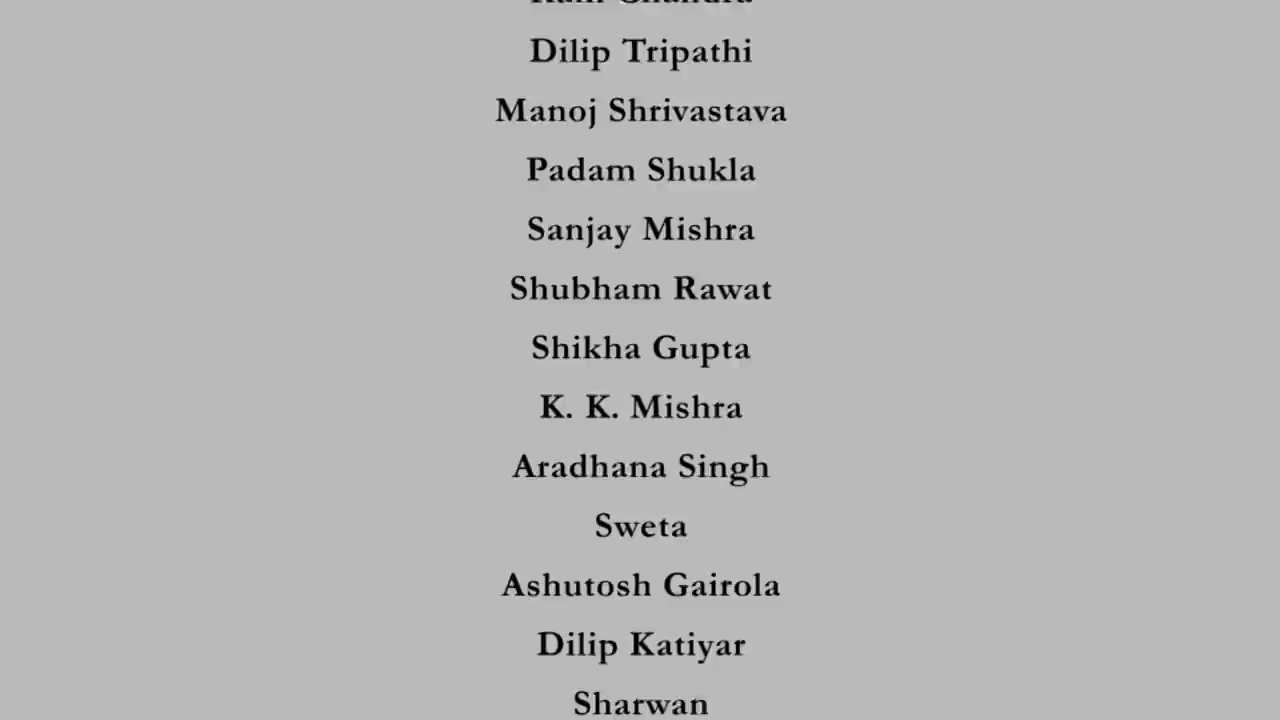 Dilip Tripathi
Manoj Shrivastava
Padam Shukla
Sanjay Mishra
Shubham Rawat
Shikha Gupta
K. K. Mishra
Aradhana Singh
Sweta
Ashutosh Gairola
Dilip Katiyar
Sharwan